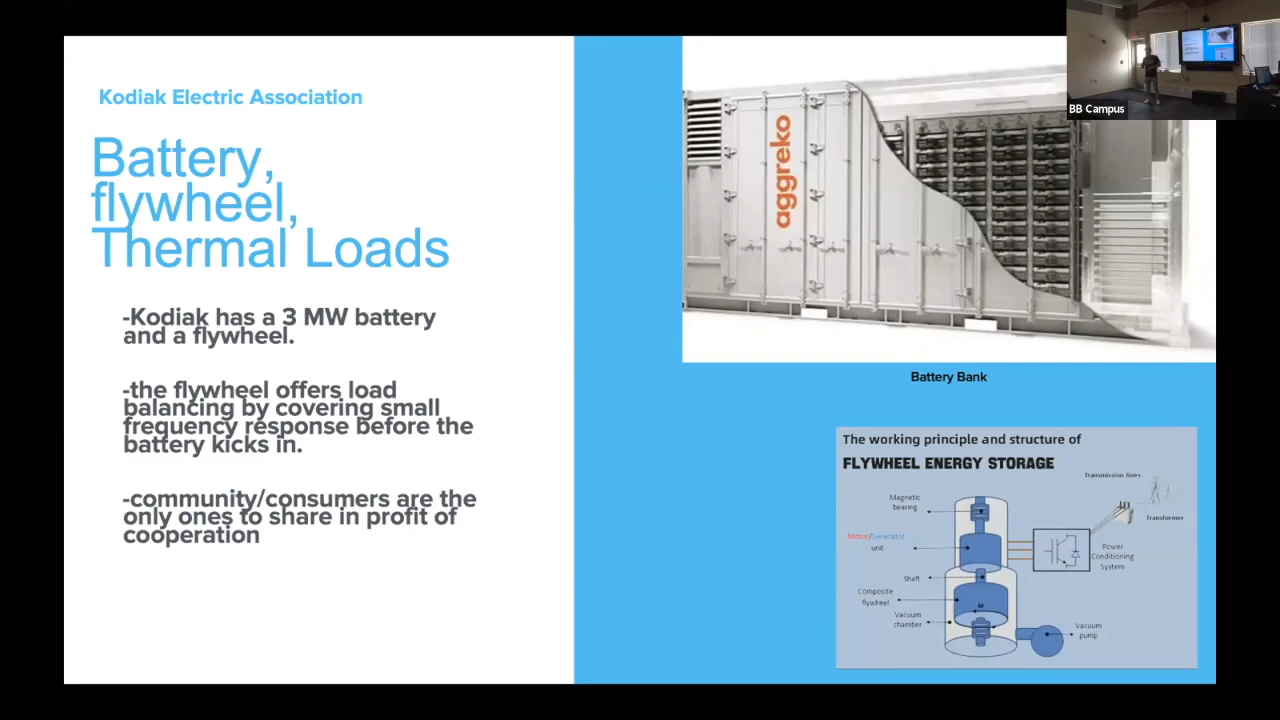 Kodiak Electric Association
Battery,
flywheel,
Thermal Loads
-Kodiak has a 3 MW battery
and a flywheel.
-the flywheel offers load
balancing by covering small
frequency response before the
battery kicks in.
-community/consumers are the
only ones to share in profit of
cooperation
aggreko
Battery Bank
The working principle and structure of
FLYWHEEL ENERGY STORAGE
Transmission lines
Transformer
Magnetic
bearing
Motor/Generator
unit
Power
Conditioning
System
Shaft
Composite
flywheel
ω
Vacuum
chamber
Vacuum
pump
BB Campus